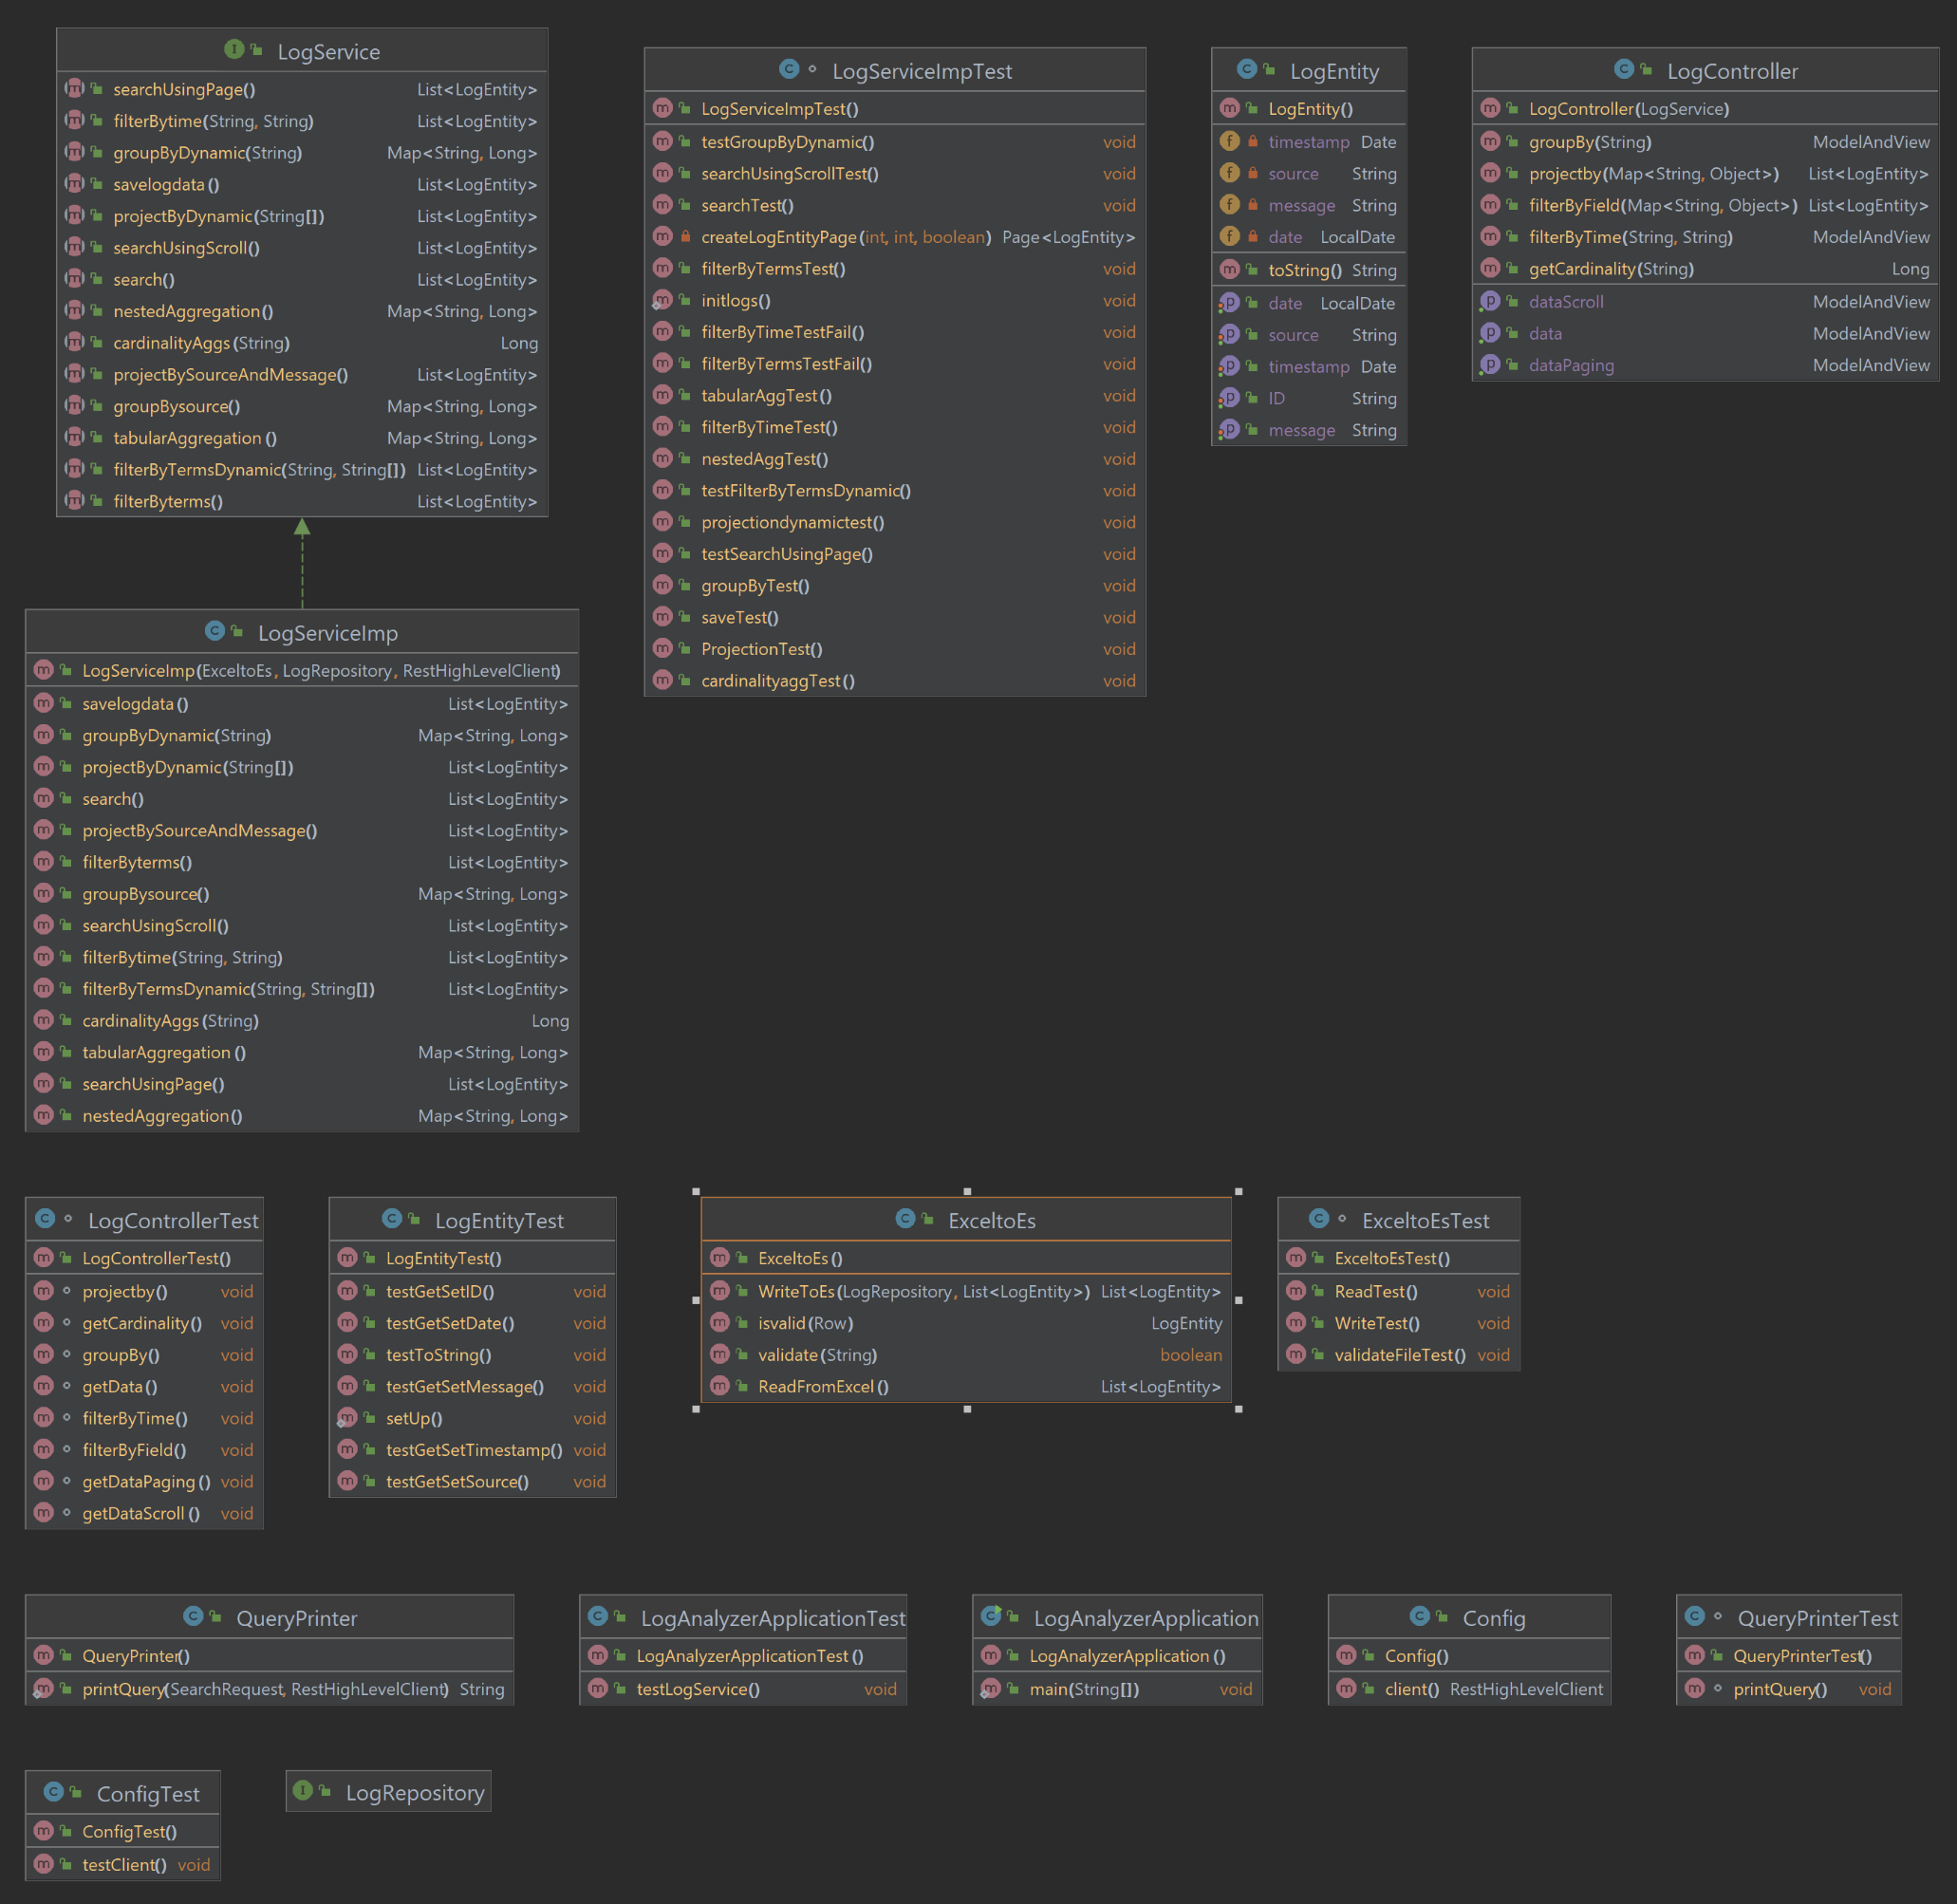 LogService
searchUsingPage() List<LogEntity>
filterBytime(String, String) List<LogEntity>
groupByDynamic(String) Map<String, Long>
savelogdata() List<LogEntity>
projectByDynamic(String[]) List<LogEntity>
searchUsingScroll() List<LogEntity>
search() List<LogEntity>
nestedAggregation() Map<String, Long>
cardinalityAggs(String) Long
projectBySourceAndMessage() List<LogEntity>
groupBysource() Map<String, Long>
tabularAggregation() Map<String, Long>
filterByTermsDynamic(String, String[]) List<LogEntity>
filterByterms() List<LogEntity>
LogServiceImpTest
LogServiceImpTest()
testGroupByDynamic() void
searchUsingScrollTest() void
searchTest() void
createLogEntityPage(int, int, boolean) Page<LogEntity>
filterByTermsTest() void
initlogs() void
filterByTimeTestFail() void
filterByTermsTestFail() void
tabularAggTest() void
filterByTimeTest() void
nestedAggTest() void
testFilterByTermsDynamic() void
projectiondynamictest() void
testSearchUsingPage() void
groupByTest() void
saveTest() void
ProjectionTest() void
cardinalityaggTest() void
LogEntity
LogEntity()
timestamp Date
source String
message String
date LocalDate
toString() String
date LocalDate
source String
timestamp Date
ID String
message String
LogController
LogController(LogService)
groupBy(String) ModelAndView
projectby(Map<String, Object>) List<LogEntity>
filterByField(Map<String, Object>) List<LogEntity>
filterByTime(String, String) ModelAndView
getCardinality(String) Long
dataScroll ModelAndView
data ModelAndView
dataPaging ModelAndView
LogServiceImp
LogServiceImp(ExceltoEs, LogRepository, RestHighLevelClient)
savelogdata() List<LogEntity>
groupByDynamic(String) Map<String, Long>
projectByDynamic(String[]) List<LogEntity>
search() List<LogEntity>
projectBySourceAndMessage() List<LogEntity>
filterByterms() List<LogEntity>
groupBysource() Map<String, Long>
searchUsingScroll() List<LogEntity>
filterBytime(String, String) List<LogEntity>
filterByTermsDynamic(String, String[]) List<LogEntity>
cardinalityAggs(String) Long
tabularAggregation() Map<String, Long>
searchUsingPage() List<LogEntity>
nestedAggregation() Map<String, Long>
LogControllerTest
LogControllerTest()
projectby() void
getCardinality() void
groupBy() void
getData() void
filterByTime() void
filterByField() void
getDataPaging() void
getDataScroll() void
LogEntityTest
LogEntityTest()
testGetSetID() void
testGetSetDate() void
testToString() void
testGetSetMessage() void
setUp() void
testGetSetTimestamp() void
testGetSetSource() void
ExceltoEs
ExceltoEs()
WriteToEs(LogRepository, List<LogEntity>) List<LogEntity>
isvalid(Row) LogEntity
validate(String) boolean
ReadFromExcel() List<LogEntity>
ExceltoEsTest
ExceltoEsTest()
ReadTest() void
WriteTest() void
validateFileTest() void
QueryPrinter
QueryPrinter()
printQuery(SearchRequest, RestHighLevelClient) String
LogAnalyzerApplicationTest
LogAnalyzerApplicationTest()
testLogService() void
LogAnalyzerApplication
LogAnalyzerApplication()
main(String[]) void
Config
Config()
client() RestHighLevelClient
QueryPrinterTest
QueryPrinterTest()
printQuery() void
ConfigTest
ConfigTest()
testClient() void
LogRepository